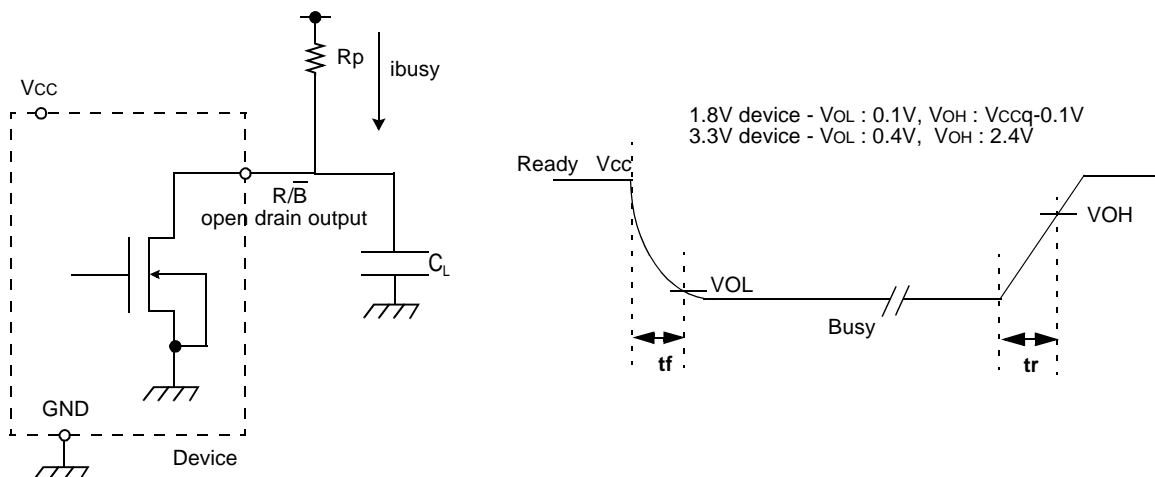 Rp
ibusy
VCC
R/B̅
open drain output
CL
GND
Device
1.8V device - VOL : 0.1V, VOH : VCCq-0.1V
3.3V device - VOL : 0.4V, VOH : 2.4V
Ready Vcc
VOH
VOL
Busy
tf
tr